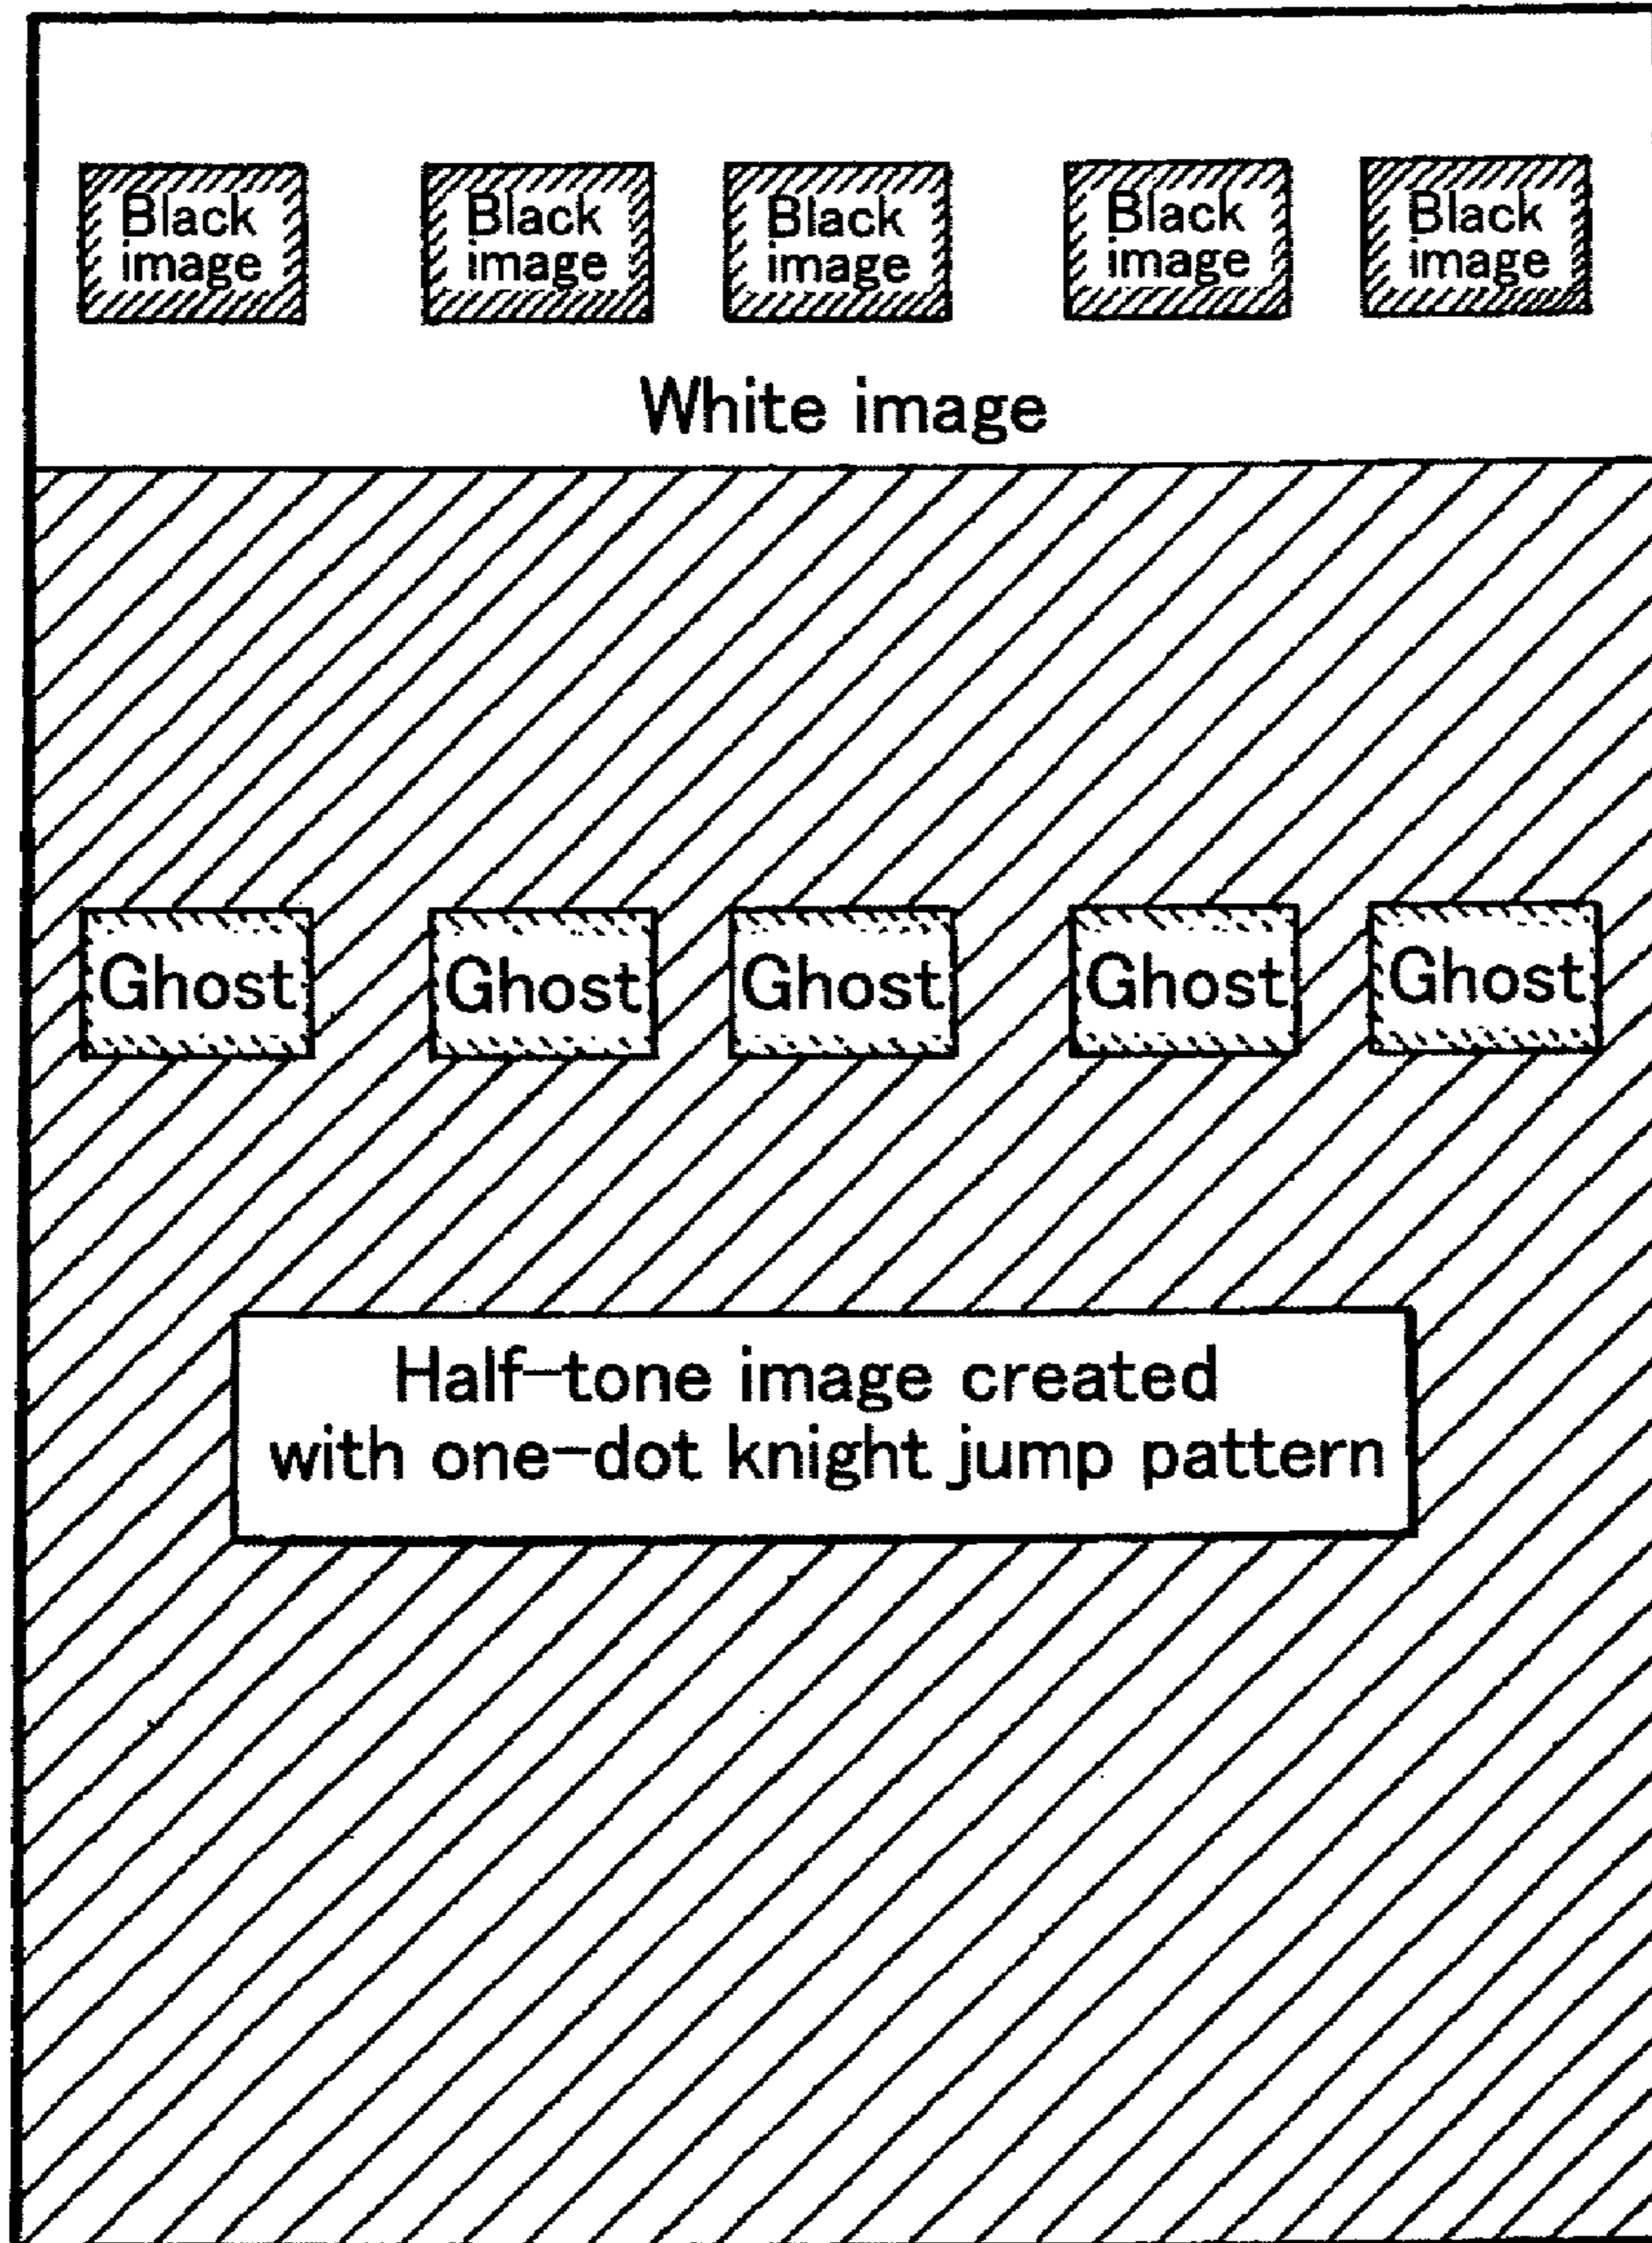 Black Black Black Black Black
image image image image image
White image
Ghost Ghost Ghost Ghost Ghost
Half-tone image created
with one-dot knight jump pattern